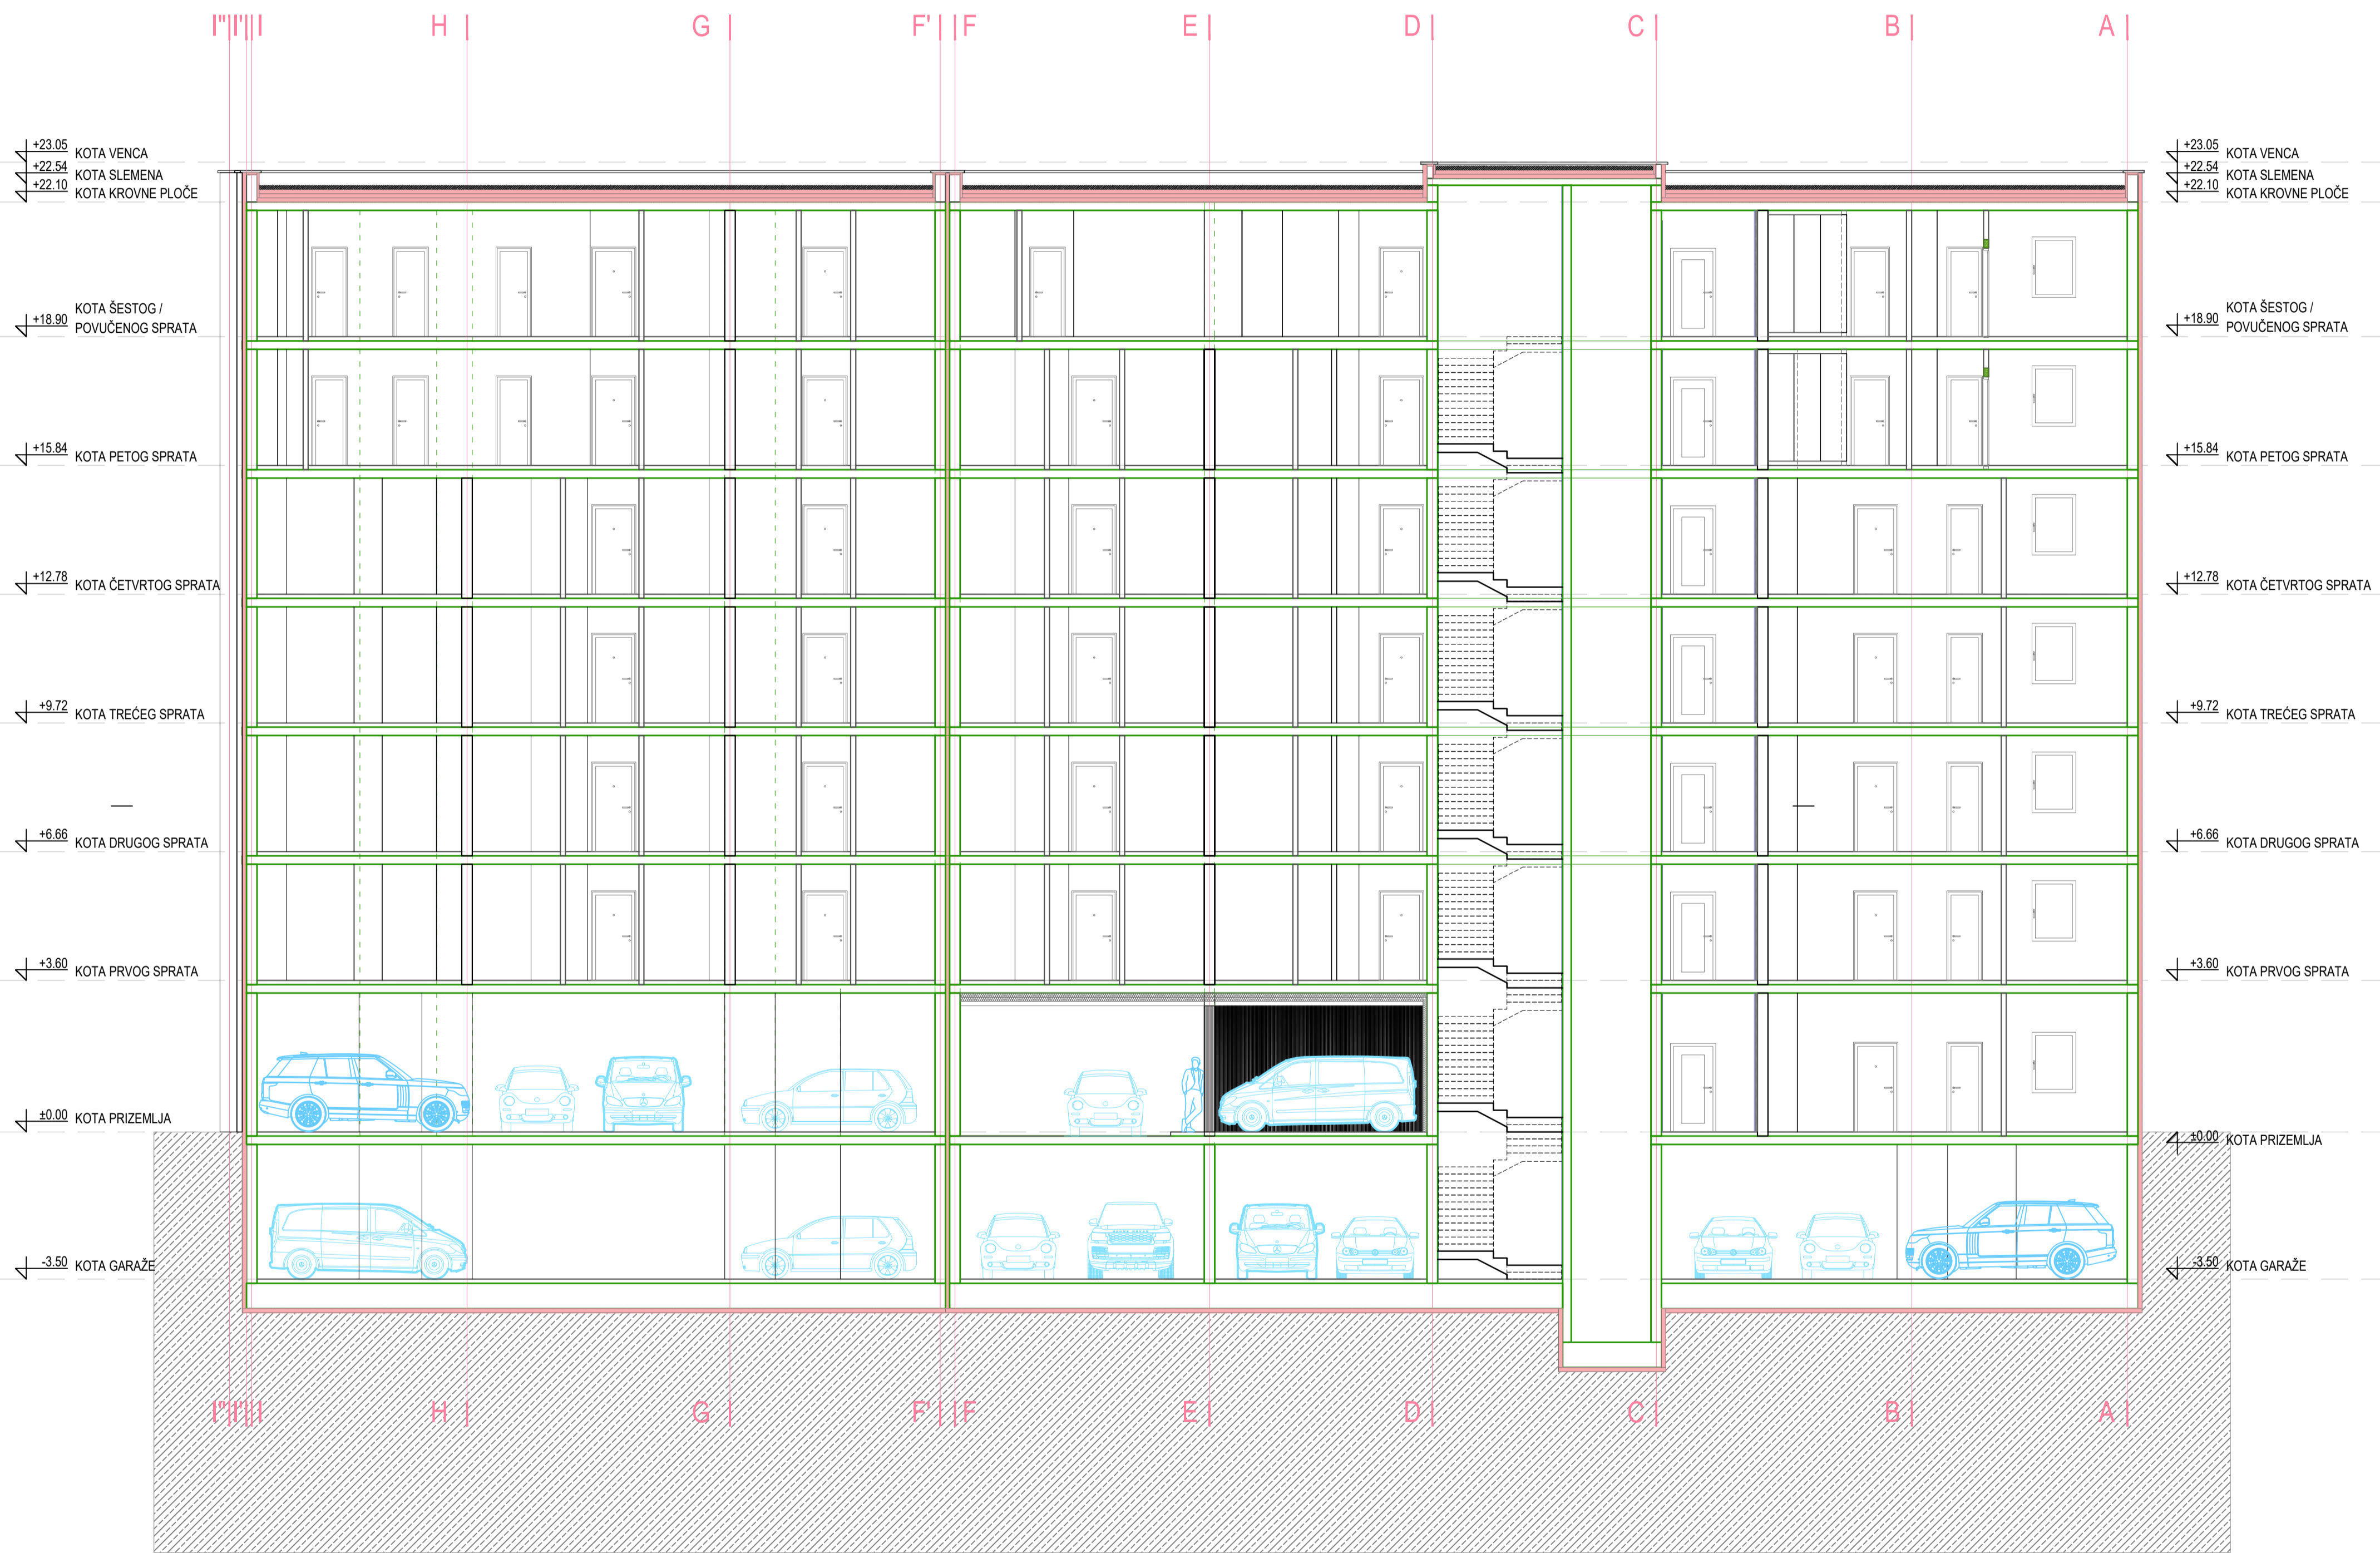 I" I' I H G F' F E D C B A
+23.05 KOTA VENCA
+22.54 KOTA SLEMENA
+22.10 KOTA KROVNE PLOČE
KOTA ŠESTOG /
+18.90 POVUČENOG SPRATA
+15.84 KOTA PETOG SPRATA
+12.78 KOTA ČETVRTOG SPRATA
+9.72 KOTA TREĆEG SPRATA
+6.66 KOTA DRUGOG SPRATA
+3.60 KOTA PRVOG SPRATA
±0.00 KOTA PRIZEMLJA
-3.50 KOTA GARAŽE
+23.05 KOTA VENCA
+22.54 KOTA SLEMENA
+22.10 KOTA KROVNE PLOČE
KOTA ŠESTOG /
+18.90 POVUČENOG SPRATA
+15.84 KOTA PETOG SPRATA
+12.78 KOTA ČETVRTOG SPRATA
+9.72 KOTA TREĆEG SPRATA
+6.66 KOTA DRUGOG SPRATA
+3.60 KOTA PRVOG SPRATA
±0.00 KOTA PRIZEMLJA
-3.50 KOTA GARAŽE
I" I' I H G F' F E D C B A